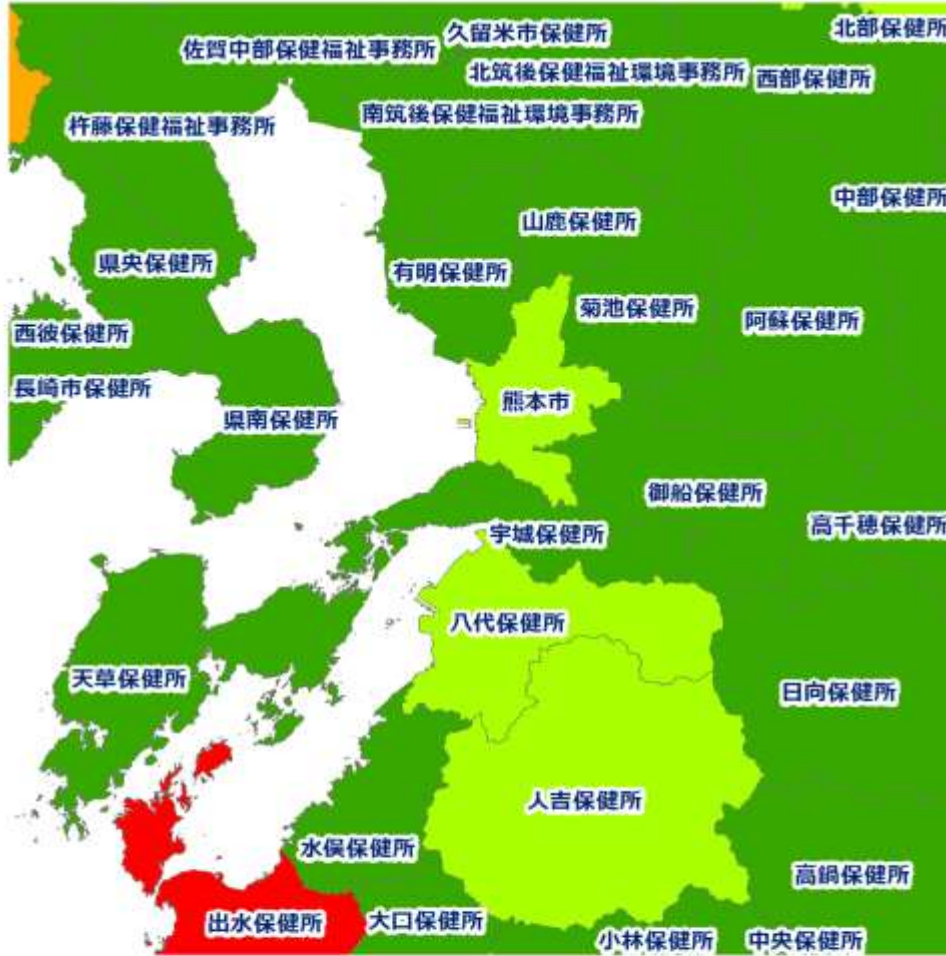 久留米市保健所
北部保健所
佐賀中部保健福祉事務所
北筑後保健福祉環境事務所
西部保健所
南筑後保健福祉環境事務所
杵藤保健福祉事務所
中部保健所
山鹿保健所
県央保健所
有明保健所
菊池保健所
阿蘇保健所
西彼保健所
長崎市保健所
熊本市
県南保健所
御船保健所
高千穂保健所
宇城保健所
八代保健所
天草保健所
日向保健所
人吉保健所
水俣保健所
高鍋保健所
出水保健所
大口保健所
小林保健所
中央保健所